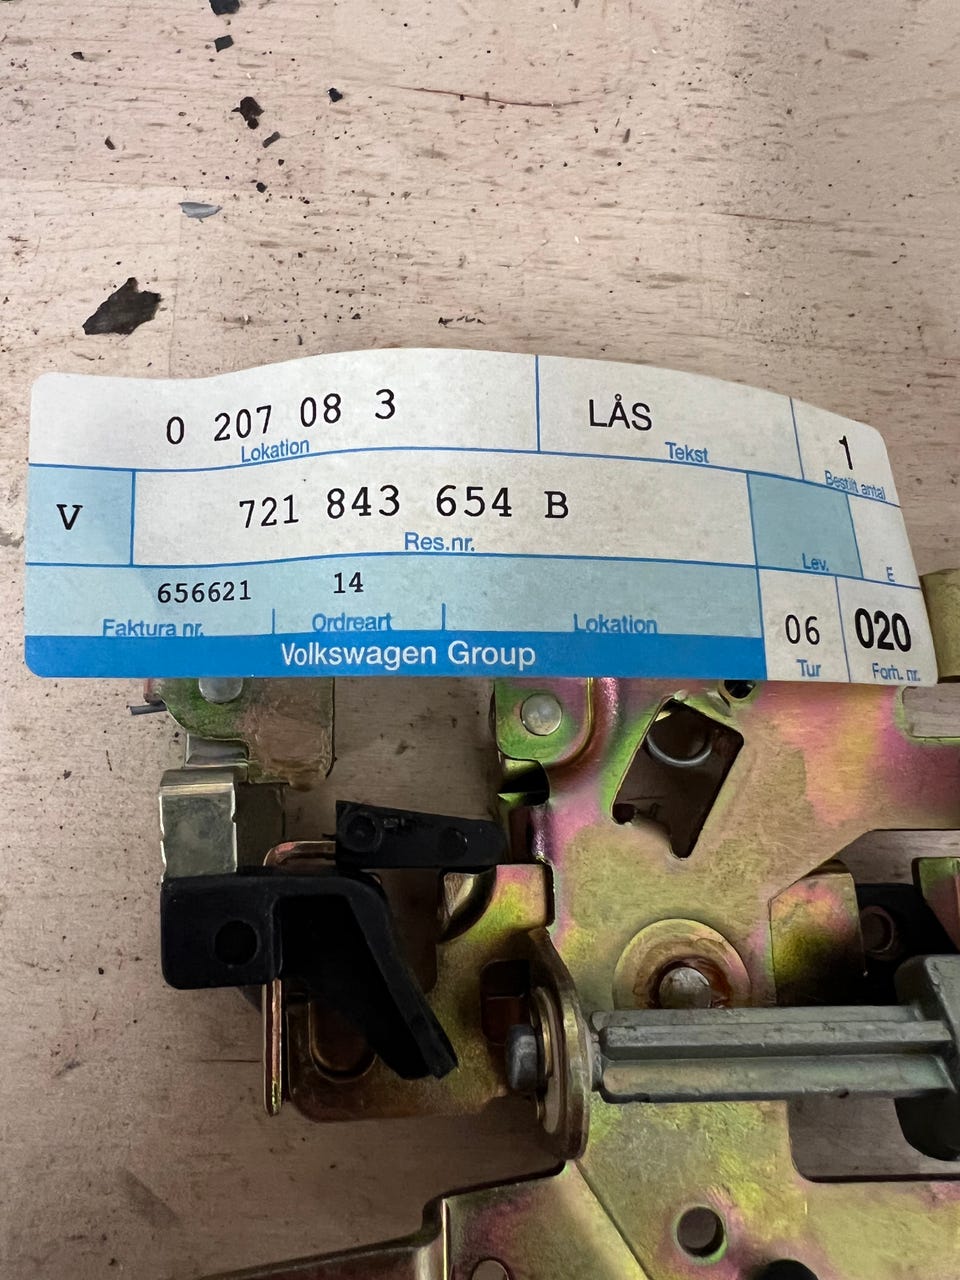 0 207 08 3
Lokation
LÅS
Tekst
1
Bestilt antal
V
721 843 654 B
Res.nr.
Lev.
E
656621
Faktura nr.
14
Ordreart
Lokation
06
Tur
020
Forh. nr.
Volkswagen Group